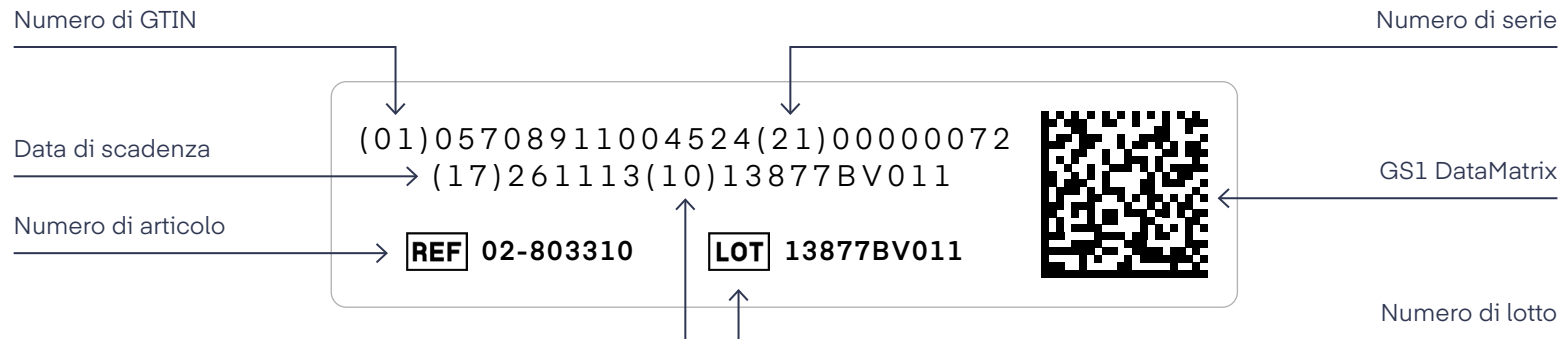 Numero di GTIN
Numero di serie
(01)05708911004524(21)00000072
Data di scadenza
(17)261113(10)13877BV011
GS1 DataMatrix
Numero di articolo
REF 02-803310
LOT 13877BV011
Numero di lotto